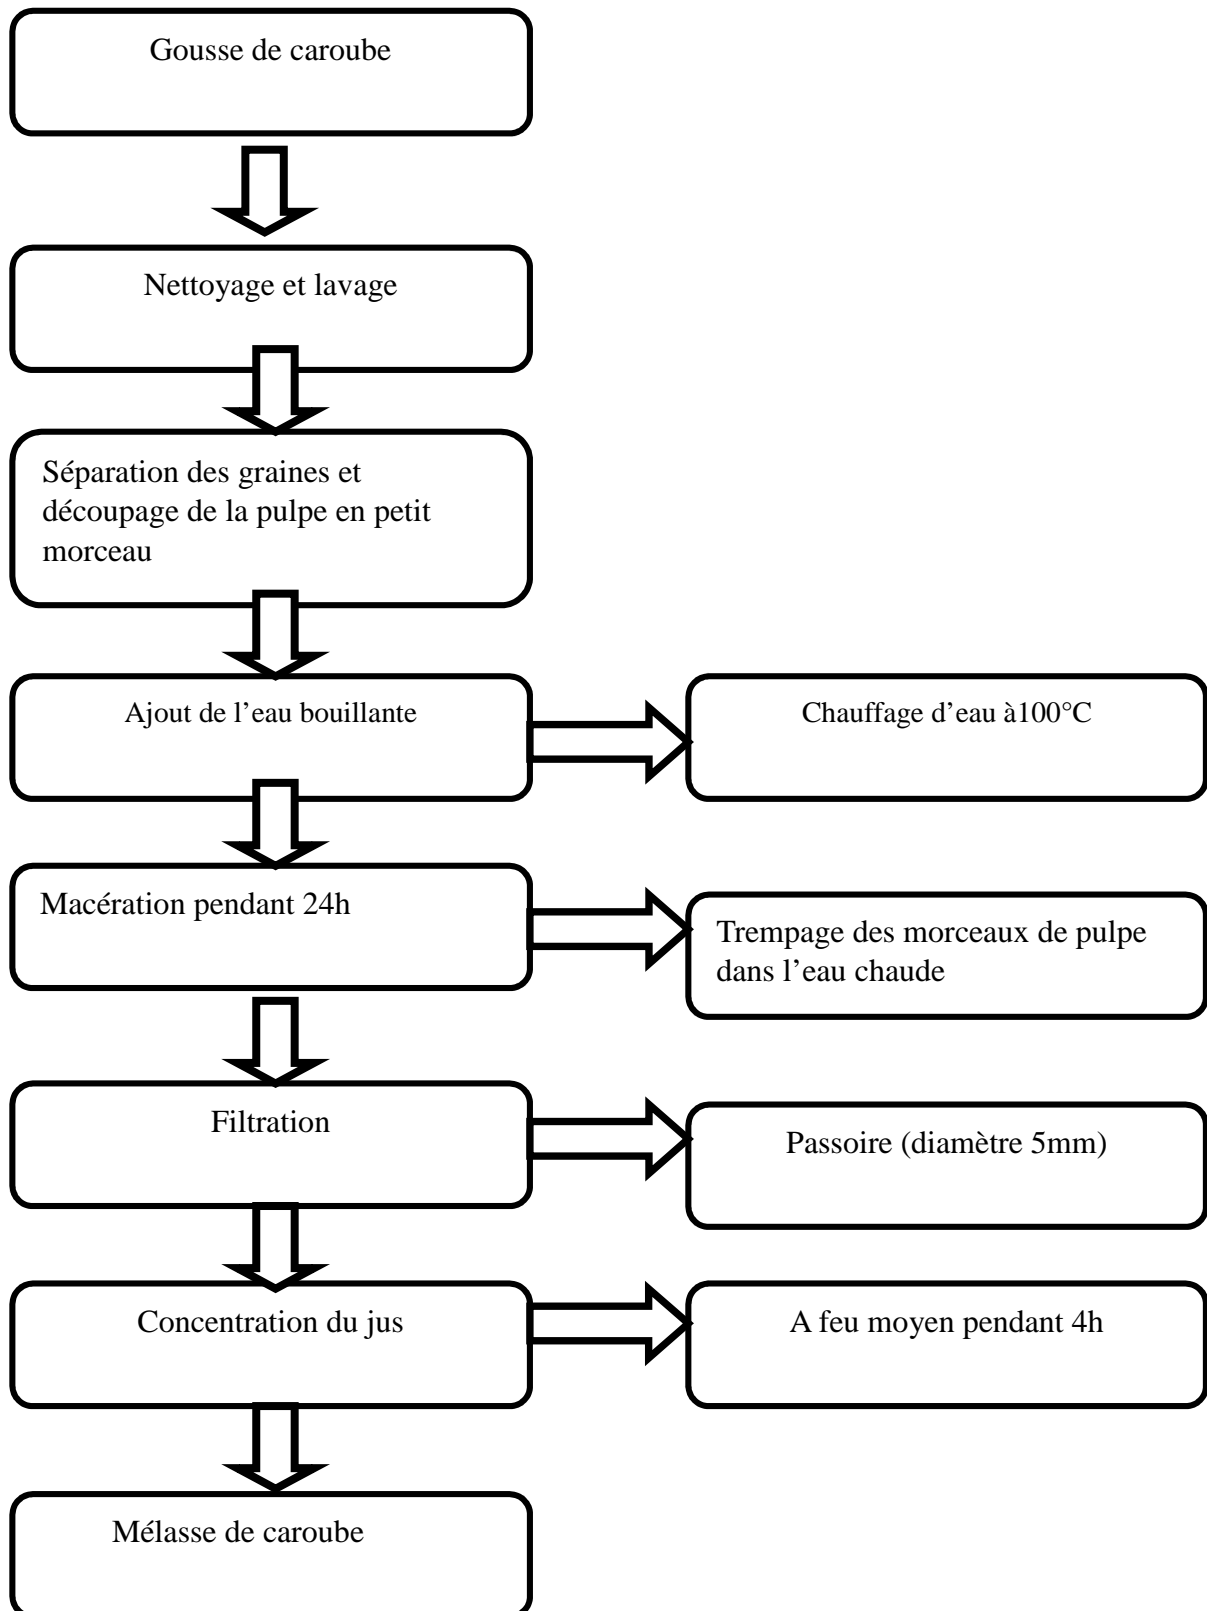 Gousse de caroube
Nettoyage et lavage
Séparation des graines et
découpage de la pulpe en petit
morceau
Ajout de l’eau bouillante
Chauffage d’eau à100°C
Macération pendant 24h
Trempage des morceaux de pulpe
dans l’eau chaude
Filtration
Passoire (diamètre 5mm)
Concentration du jus
A feu moyen pendant 4h
Mélasse de caroube